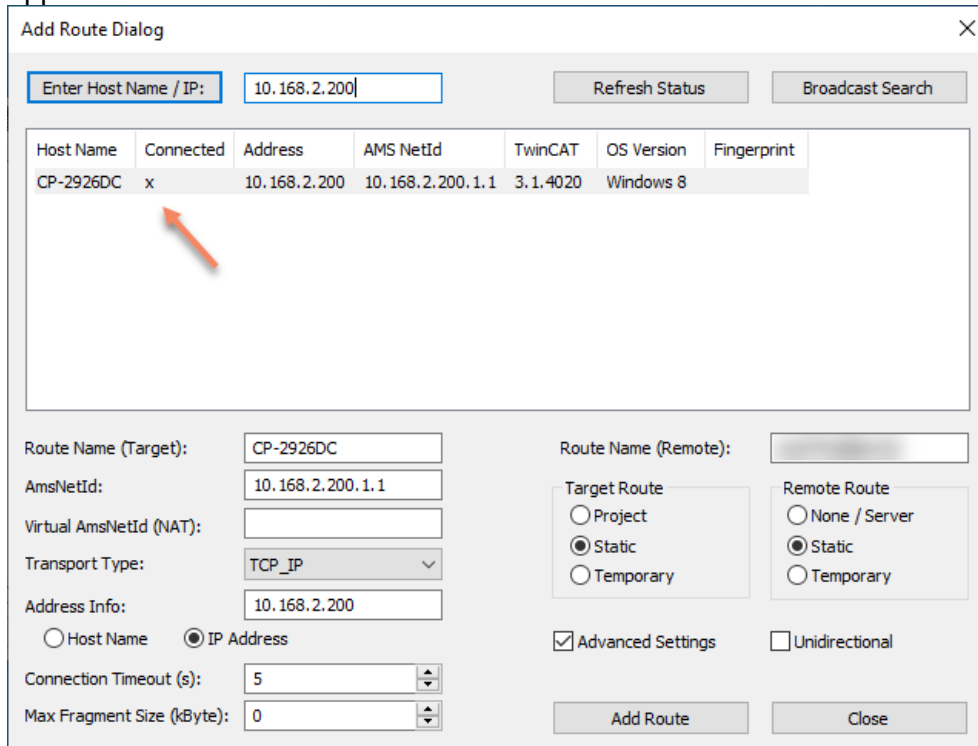 Add Route Dialog
Enter Host Name / IP: 10.168.2.200 Refresh Status Broadcast Search
Host Name Connected Address AMS NetId TwinCAT OS Version Fingerprint
CP-2926DC x 10.168.2.200 10.168.2.200.1.1 3.1.4020 Windows 8
Route Name (Target): CP-2926DC Route Name (Remote):
AmsNetId: 10.168.2.200.1.1 Target Route Remote Route
Virtual AmsNetId (NAT): Project None / Server
Transport Type: TCP_IP Static Static
Address Info: 10.168.2.200 Temporary Temporary
Host Name IP Address Advanced Settings Unidirectional
Connection Timeout (s): 5
Max Fragment Size (kByte): 0 Add Route Close